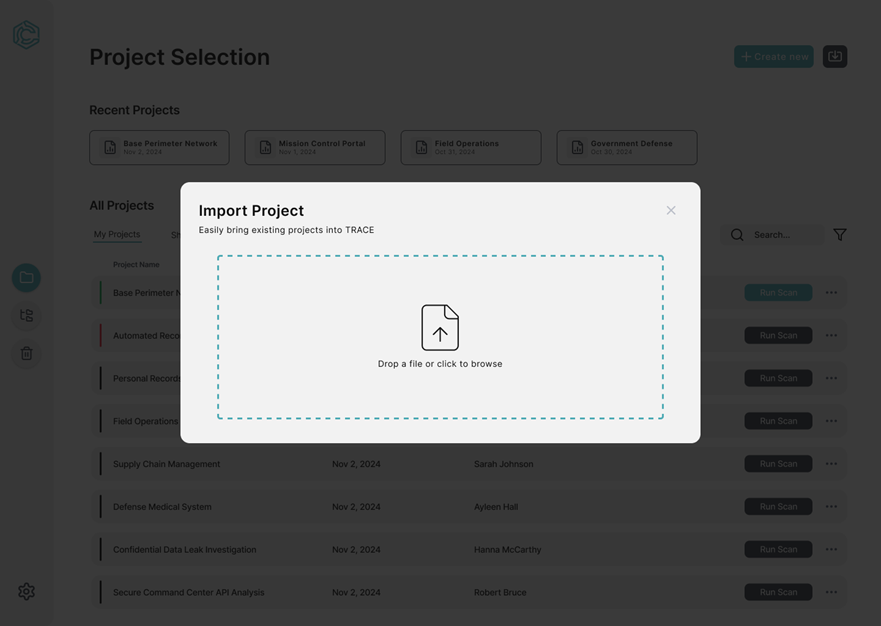 Project Selection
+ Create new
Recent Projects
Base Perimeter Network
Nov 2, 2024
Mission Control Portal
Nov 1, 2024
Field Operations
Oct 31, 2024
Government Defense
Oct 30, 2024
All Projects
My Projects
Sh
Search...
Project Name
Import Project
Easily bring existing projects into TRACE
Drop a file or click to browse
Base Perimeter N
Run Scan
Automated Reco
Run Scan
Personal Records
Run Scan
Field Operations
Run Scan
Supply Chain Management Nov 2, 2024 Sarah Johnson Run Scan
Defense Medical System Nov 2, 2024 Ayleen Hall Run Scan
Confidential Data Leak Investigation Nov 2, 2024 Hanna McCarthy Run Scan
Secure Command Center API Analysis Nov 2, 2024 Robert Bruce Run Scan